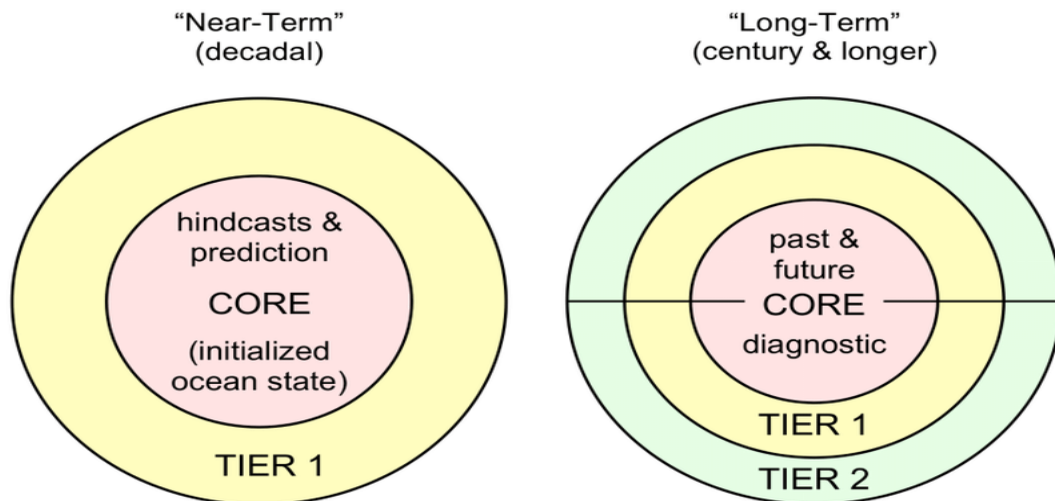 “Near-Term”
(decadal)
hindcasts &
prediction
CORE
(initialized
ocean state)
TIER 1
“Long-Term”
(century & longer)
past &
future
CORE
diagnostic
TIER 1
TIER 2